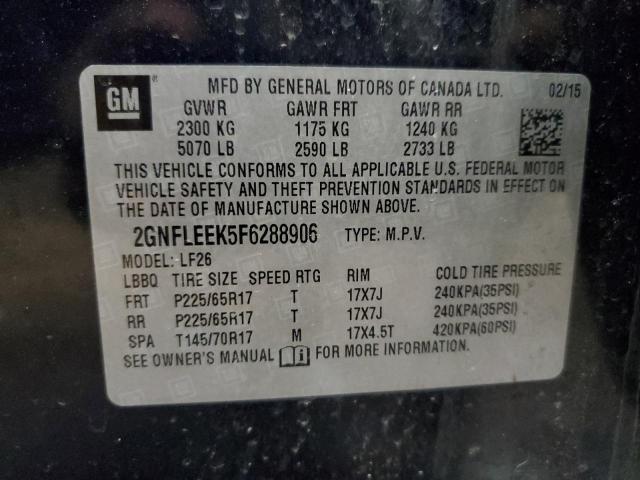 GM ® MFD BY GENERAL MOTORS OF CANADA LTD. 02/15
GVWR GAWR FRT GAWR RR
2300 KG 1175 KG 1240 KG
5070 LB 2590 LB 2733 LB
THIS VEHICLE CONFORMS TO ALL APPLICABLE U.S. FEDERAL MOTOR
VEHICLE SAFETY AND THEFT PREVENTION STANDARDS IN EFFECT ON
THE DATE OF MANUFACTURE SHOWN ABOVE.
2GNFLEEK5F6288906 TYPE: M.P.V.
MODEL: LF26
LBBQ TIRE SIZE SPEED RTG RIM COLD TIRE PRESSURE
FRT P225/65R17 T 17X7J 240KPA(35PSI)
RR P225/65R17 T 17X7J 240KPA(35PSI)
SPA T145/70R17 M 17X4.5T 420KPA(60PSI)
SEE OWNER'S MANUAL FOR MORE INFORMATION.